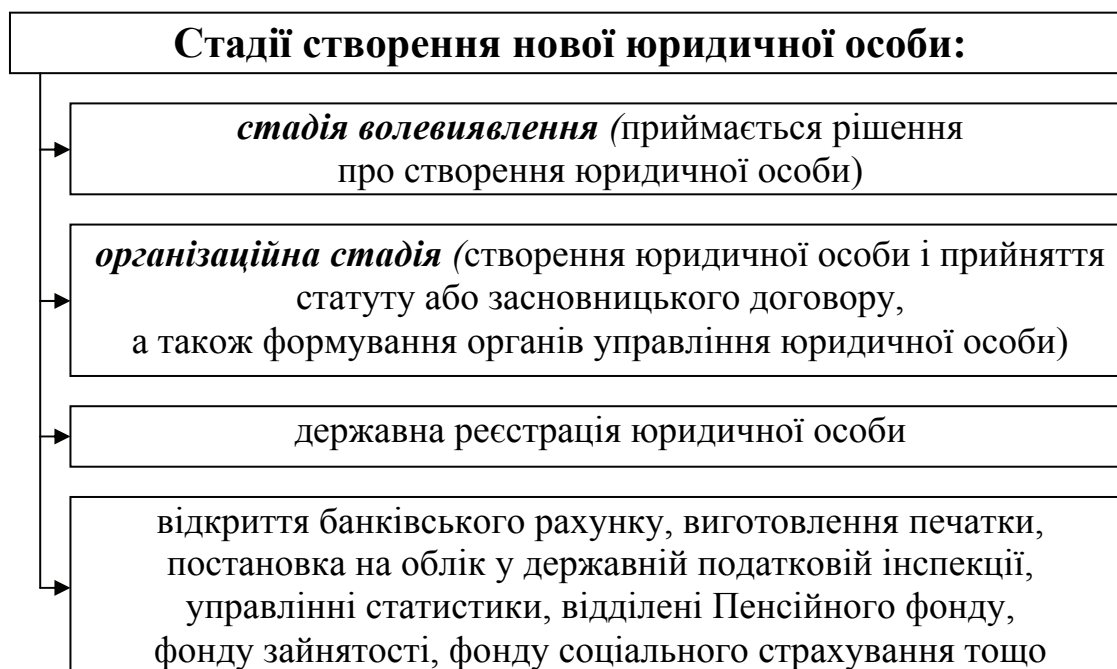 Стадії створення нової юридичної особи:
стадія волевиявлення (приймається рішення
про створення юридичної особи)
організаційна стадія (створення юридичної особи і прийняття
статуту або засновницького договору,
а також формування органів управління юридичної особи)
державна реєстрація юридичної особи
відкриття банківського рахунку, виготовлення печатки,
постановка на облік у державній податковій інспекції,
управлінні статистики, відділені Пенсійного фонду,
фонду зайнятості, фонду соціального страхування тощо